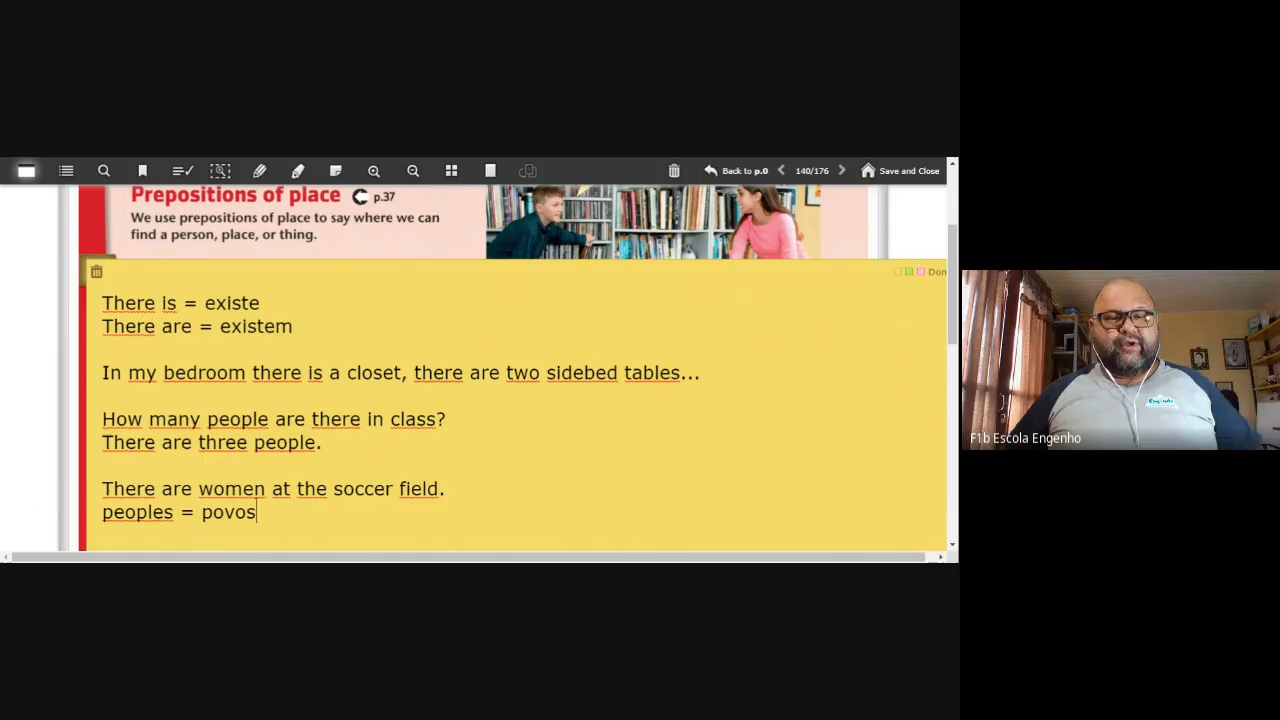 Back to p.0
140/176
Save and Close
Prepositions of place
p.37
We use prepositions of place to say where we can
find a person, place, or thing.
Don
There is = existe
There are = existem
In my bedroom there is a closet, there are two sidebed tables...
How many people are there in class?
There are three people.
There are women at the soccer field.
peoples = povos
Engenho
F1b Escola Engenho